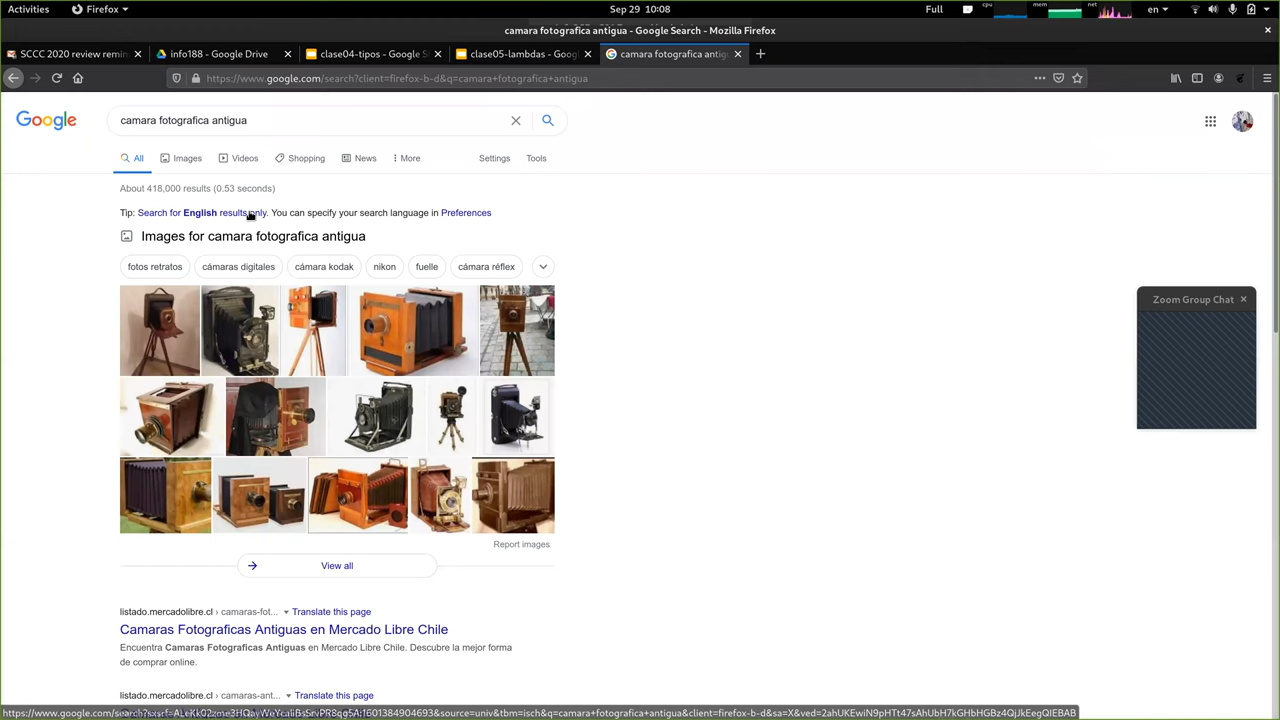 Activities Firefox Sep 29 10:08 Full cpu mem net en
camara fotografica antigua - Google Search - Mozilla Firefox
SCCC 2020 review remin info188 - Google Drive clase04-tipos - Google S clase05-lambdas - Goog camara fotografica antig
https://www.google.com/search?client=firefox-b-d&q=camara+fotografica+antigua
Google camara fotografica antigua
All Images Videos Shopping News More Settings Tools
About 418,000 results (0.53 seconds)
Tip: Search for English results only. You can specify your search language in Preferences
Images for camara fotografica antigua
fotos retratos cámaras digitales cámara kodak nikon fuelle cámara réflex
Zoom Group Chat
Report images
View all
listado.mercadolibre.cl › camaras-fot... Translate this page
Camaras Fotograficas Antiguas en Mercado Libre Chile
Encuentra Camaras Fotograficas Antiguas en Mercado Libre Chile. Descubre la mejor forma
de comprar online.
listado.mercadolibre.cl › camaras-ant... Translate this page